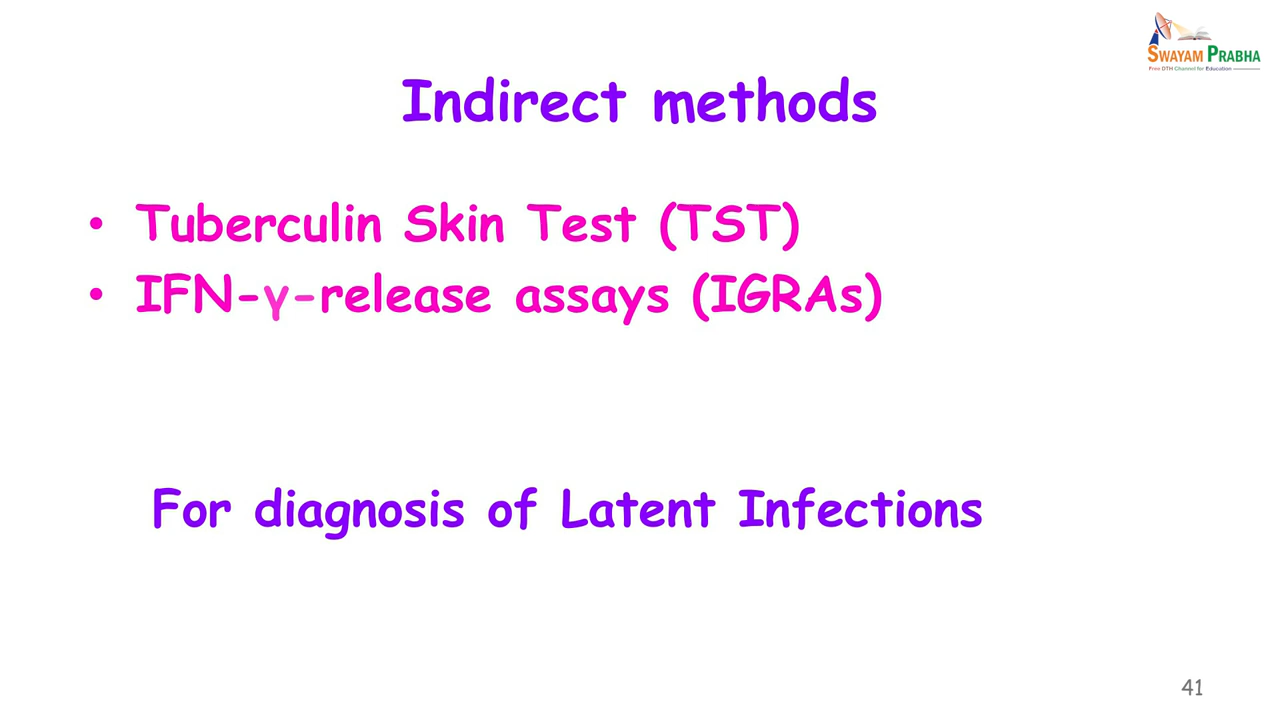 SWAYAM PRABHA
Free DTH Channel for Education
Indirect methods
• Tuberculin Skin Test (TST)
• IFN-γ-release assays (IGRAs)
For diagnosis of Latent Infections
41